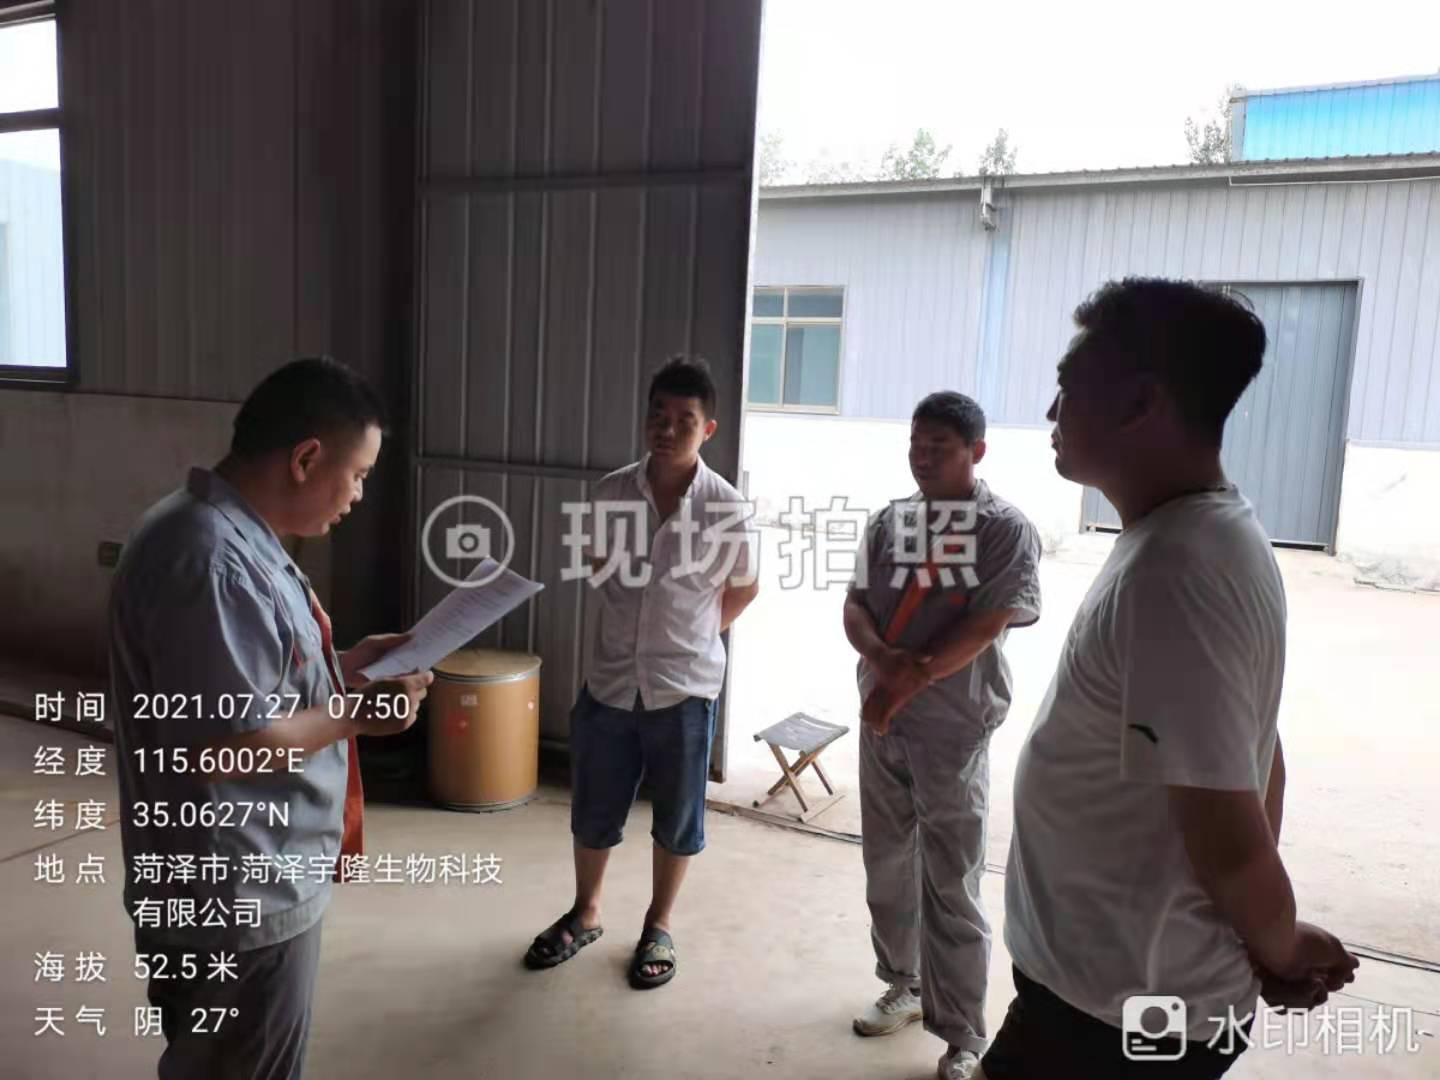 现场拍照
时间 2021.07.27 07:50
经度 115.6002°E
纬度 35.0627°N
地点 菏泽市·菏泽宇隆生物科技
有限公司
海拔 52.5 米
天气 阴 27°
水印相机